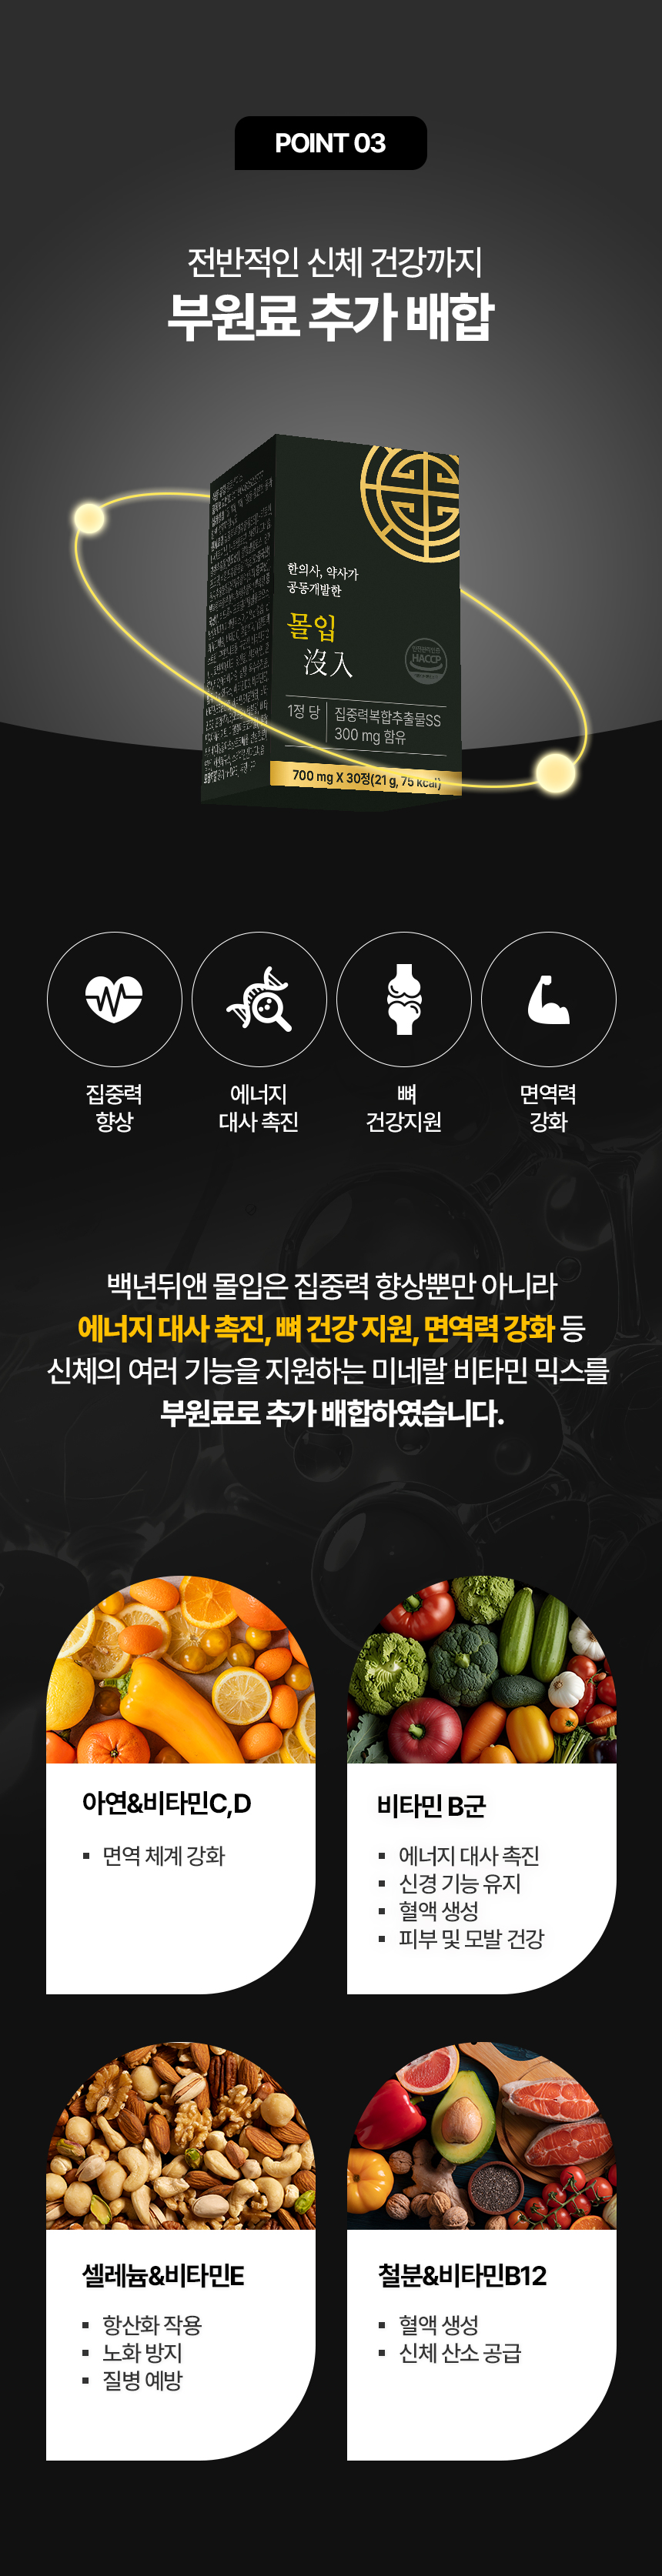 POINT 03
전반적인 신체 건강까지
부원료 추가 배합
한의사, 약사가
공동개발한
몰입
沒入
HACCP
1정 당
집중력복합추출물SS
300 mg 함유
700 mg X 30정(21 g, 75 kcal)
집중력
향상
에너지
대사 촉진
뼈
건강지원
면역력
강화
백년뒤앤 몰입은 집중력 향상뿐만 아니라
에너지 대사 촉진, 뼈 건강 지원, 면역력 강화 등
신체의 여러 기능을 지원하는 미네랄 비타민 믹스를
부원료로 추가 배합하였습니다.
아연&비타민C,D
▪ 면역 체계 강화
비타민 B군
▪ 에너지 대사 촉진
▪ 신경 기능 유지
▪ 혈액 생성
▪ 피부 및 모발 건강
셀레늄&비타민E
▪ 항산화 작용
▪ 노화 방지
▪ 질병 예방
철분&비타민B12
▪ 혈액 생성
▪ 신체 산소 공급